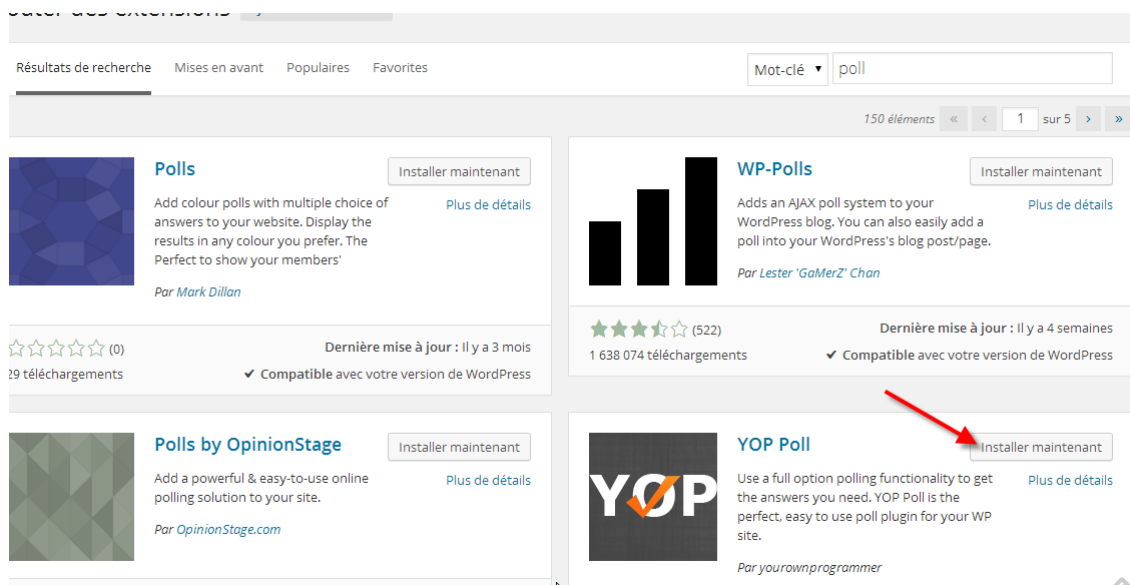 Résultats de recherche Mises en avant Populaires Favorites
Mot-clé poll
150 éléments « ‹ 1 sur 5 › »
Polls
Installer maintenant
Add colour polls with multiple choice of
answers to your website. Display the
results in any colour you prefer. The
Perfect to show your members'
Plus de détails
Par Mark Dillan
(0)
Dernière mise à jour : Il y a 3 mois
29 téléchargements
✔ Compatible avec votre version de WordPress
WP-Polls
Installer maintenant
Adds an AJAX poll system to your
WordPress blog. You can also easily add a
poll into your WordPress's blog post/page.
Plus de détails
Par Lester 'GaMerZ' Chan
(522)
Dernière mise à jour : Il y a 4 semaines
1 638 074 téléchargements
✔ Compatible avec votre version de WordPress
Polls by OpinionStage
Installer maintenant
Add a powerful & easy-to-use online
polling solution to your site.
Plus de détails
Par OpinionStage.com
YOP
YOP Poll
Installer maintenant
Use a full option polling functionality to get
the answers you need. YOP Poll is the
perfect, easy to use poll plugin for your WP
site.
Plus de détails
Par yourownprogrammer